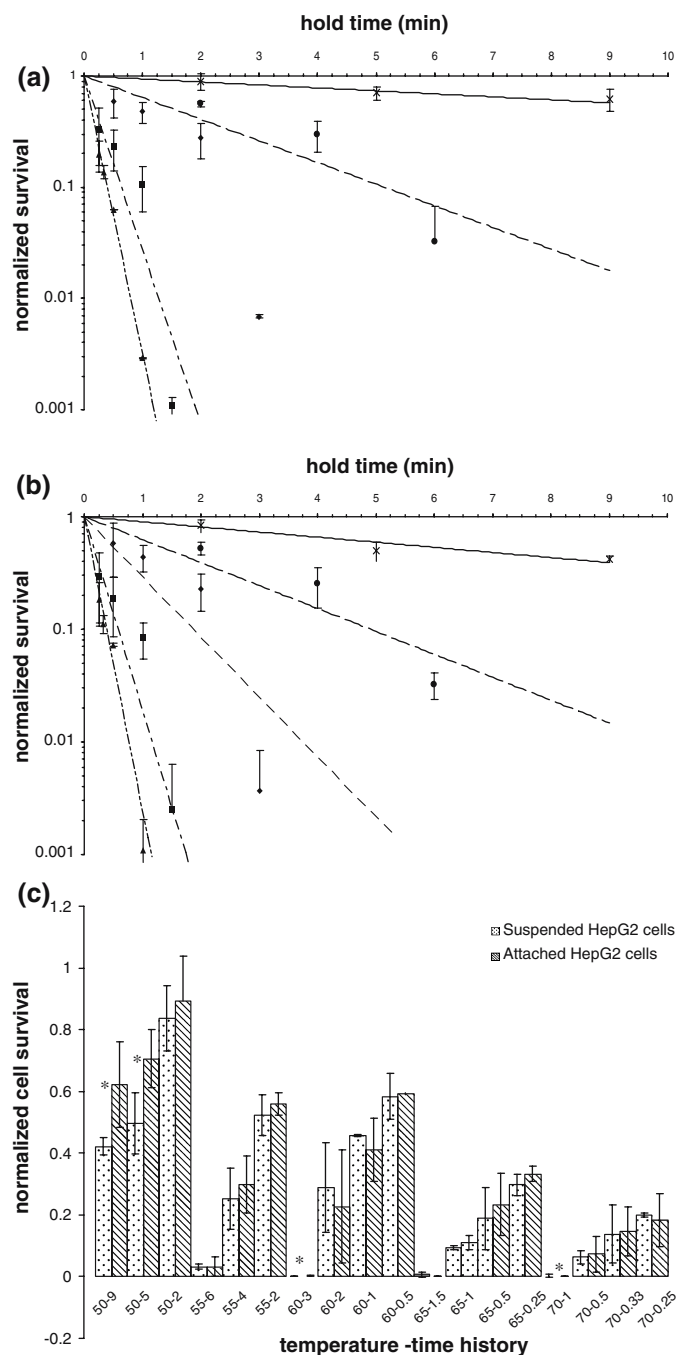 hold time (min)
(a)
0 1 2 3 4 5 6 7 8 9 10
1
0.1
0.01
0.001
normalized survival
hold time (min)
(b)
0 1 2 3 4 5 6 7 8 9 10
1
0.1
0.01
0.001
normalized survival
(c)
1.2
1
0.8
0.6
0.4
0.2
0
-0.2
normalized cell survival
Suspended HepG2 cells
Attached HepG2 cells
* * * *
50-9 50-5 50-2 55-6 55-4 55-2 60-3 60-2 60-1 60-0.5 65-1.5 65-1 65-0.5 65-0.25 70-1 70-0.5 70-0.33 70-0.25
temperature -time history